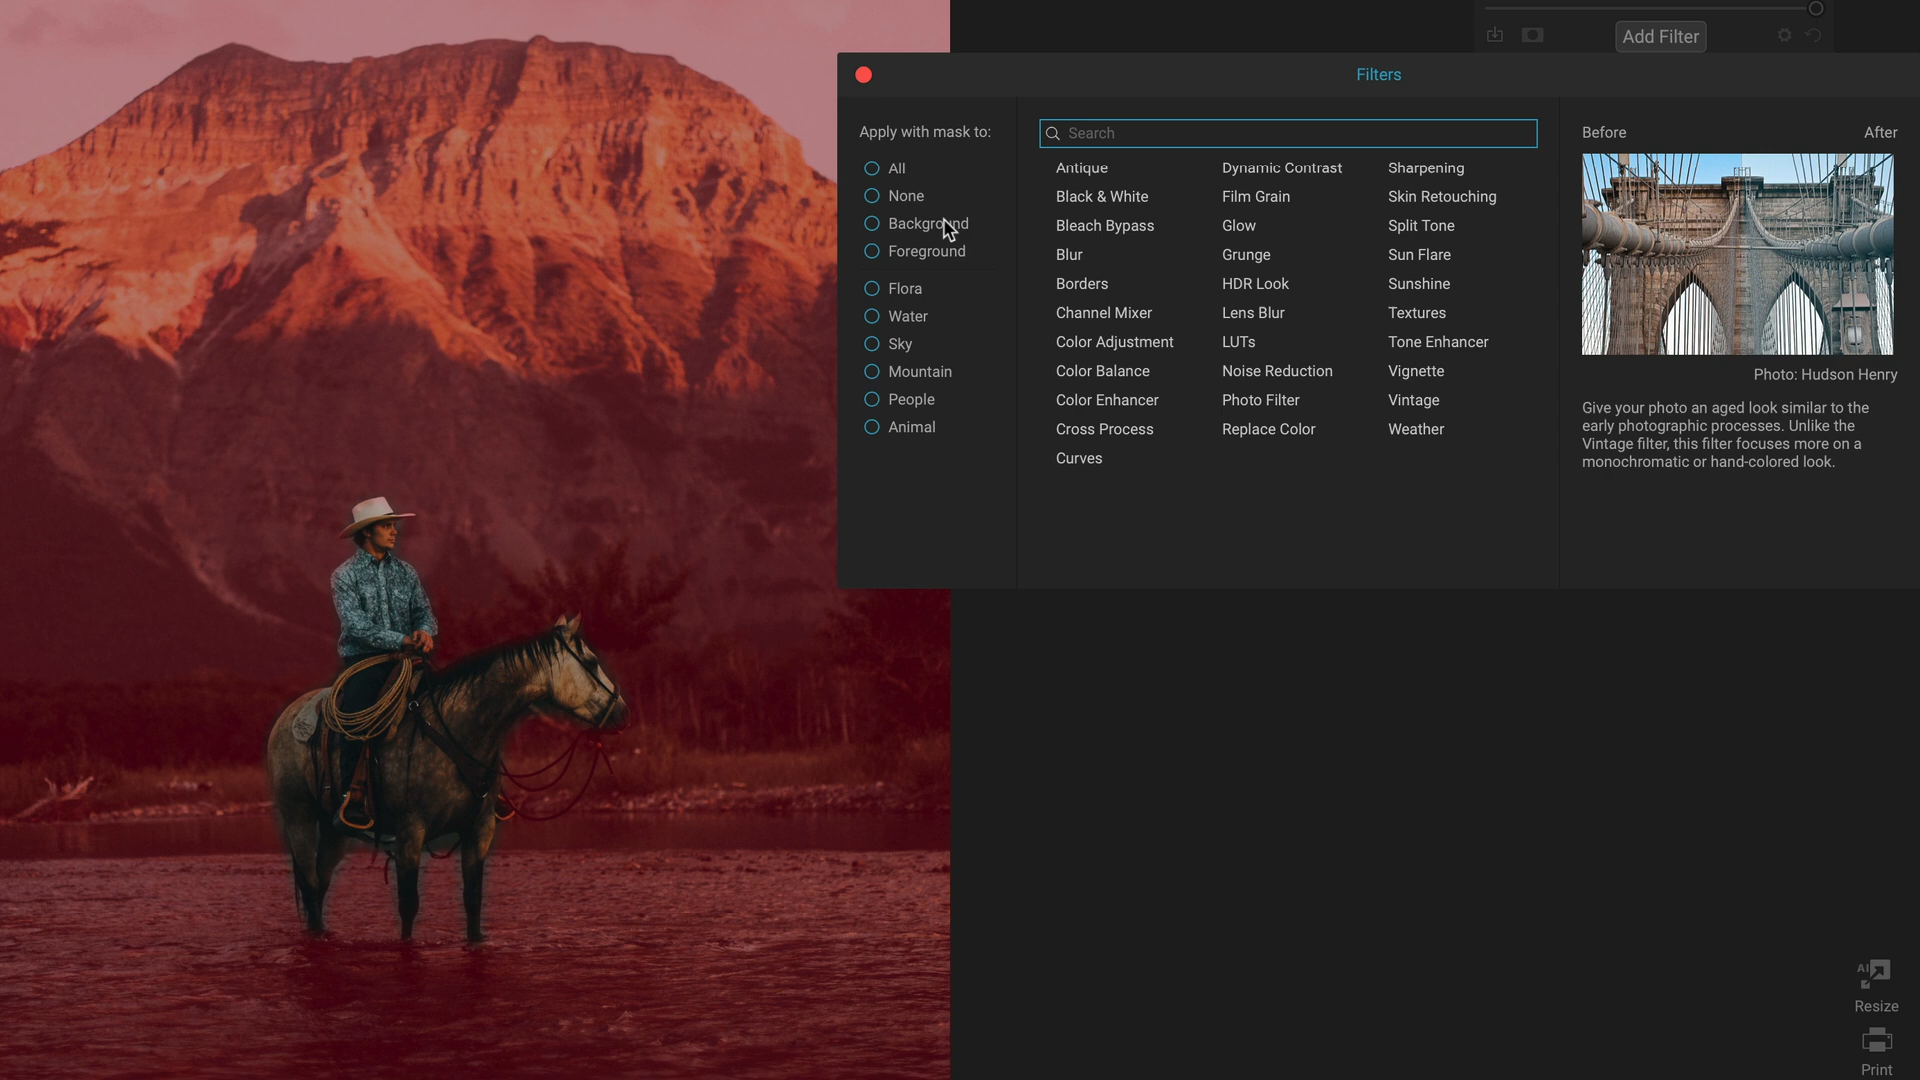 Add Filter
Filters
Apply with mask to:
All
None
Background
Foreground
Flora
Water
Sky
Mountain
People
Animal
Search
Antique
Black & White
Bleach Bypass
Blur
Borders
Channel Mixer
Color Adjustment
Color Balance
Color Enhancer
Cross Process
Curves
Dynamic Contrast
Film Grain
Glow
Grunge
HDR Look
Lens Blur
LUTs
Noise Reduction
Photo Filter
Replace Color
Sharpening
Skin Retouching
Split Tone
Sun Flare
Sunshine
Textures
Tone Enhancer
Vignette
Vintage
Weather
Before
After
Photo: Hudson Henry
Give your photo an aged look similar to the
early photographic processes. Unlike the
Vintage filter, this filter focuses more on a
monochromatic or hand-colored look.
AI
Resize
Print